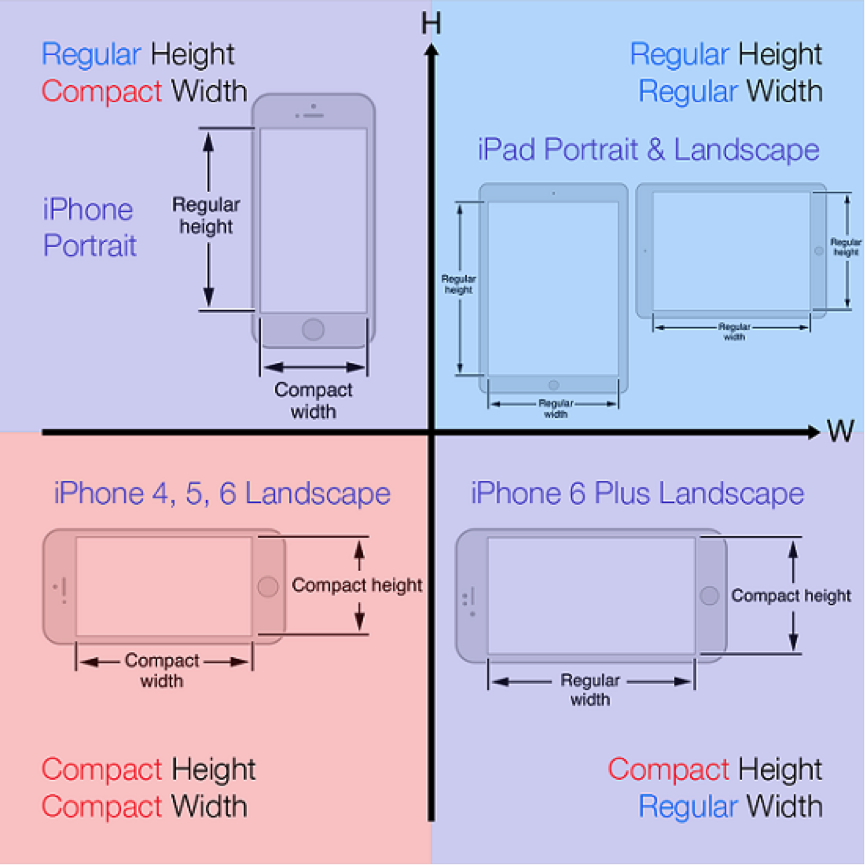 H
Regular Height
Compact Width
iPhone
Portrait
Regular
height
Compact
width
Regular Height
Regular Width
iPad Portrait & Landscape
Regular
height
Regular
width
Regular
height
Regular
width
W
iPhone 4, 5, 6 Landscape
Compact height
Compact
width
Compact Height
Compact Width
iPhone 6 Plus Landscape
Compact height
Regular
width
Compact Height
Regular Width